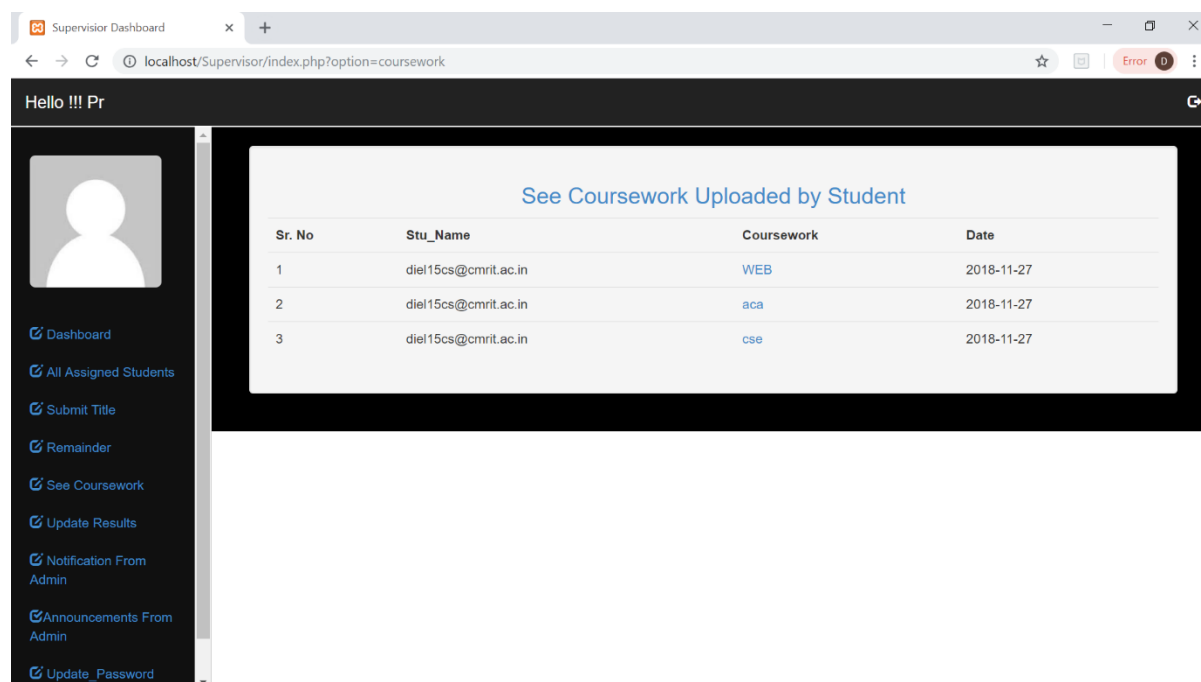 Supervisior Dashboard
localhost/Supervisor/index.php?option=coursework
Error D
Hello !!! Pr
See Coursework Uploaded by Student
Sr. No Stu_Name Coursework Date
1 diel15cs@cmrit.ac.in WEB 2018-11-27
2 diel15cs@cmrit.ac.in aca 2018-11-27
3 diel15cs@cmrit.ac.in cse 2018-11-27
Dashboard
All Assigned Students
Submit Title
Remainder
See Coursework
Update Results
Notification From
Admin
Announcements From
Admin
Update_Password